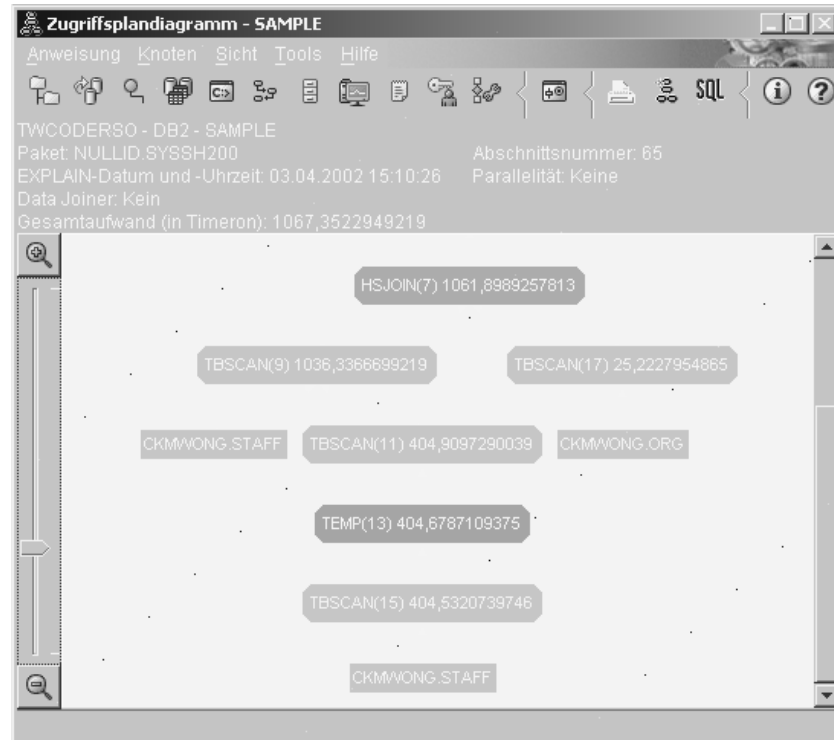 Zugriffsplandiagramm - SAMPLE
Anweisung Knoten Sicht Tools Hilfe
SQL
TWCODERSO - DB2 - SAMPLE
Paket: NULLID.SYSSH200 Abschnittsnummer: 65
EXPLAIN-Datum und -Uhrzeit: 03.04.2002 15:10:26 Parallelität: Keine
Data Joiner: Kein
Gesamtaufwand (in Timeron): 1067,3522949219
HSJOIN(7) 1061,8989257813
TBSCAN(9) 1036,3366699219 TBSCAN(17) 25,2227954865
CKMWONG.STAFF TBSCAN(11) 404,9097290039 CKMWONG.ORG
TEMP(13) 404,6787109375
TBSCAN(15) 404,5320739746
CKMWONG.STAFF